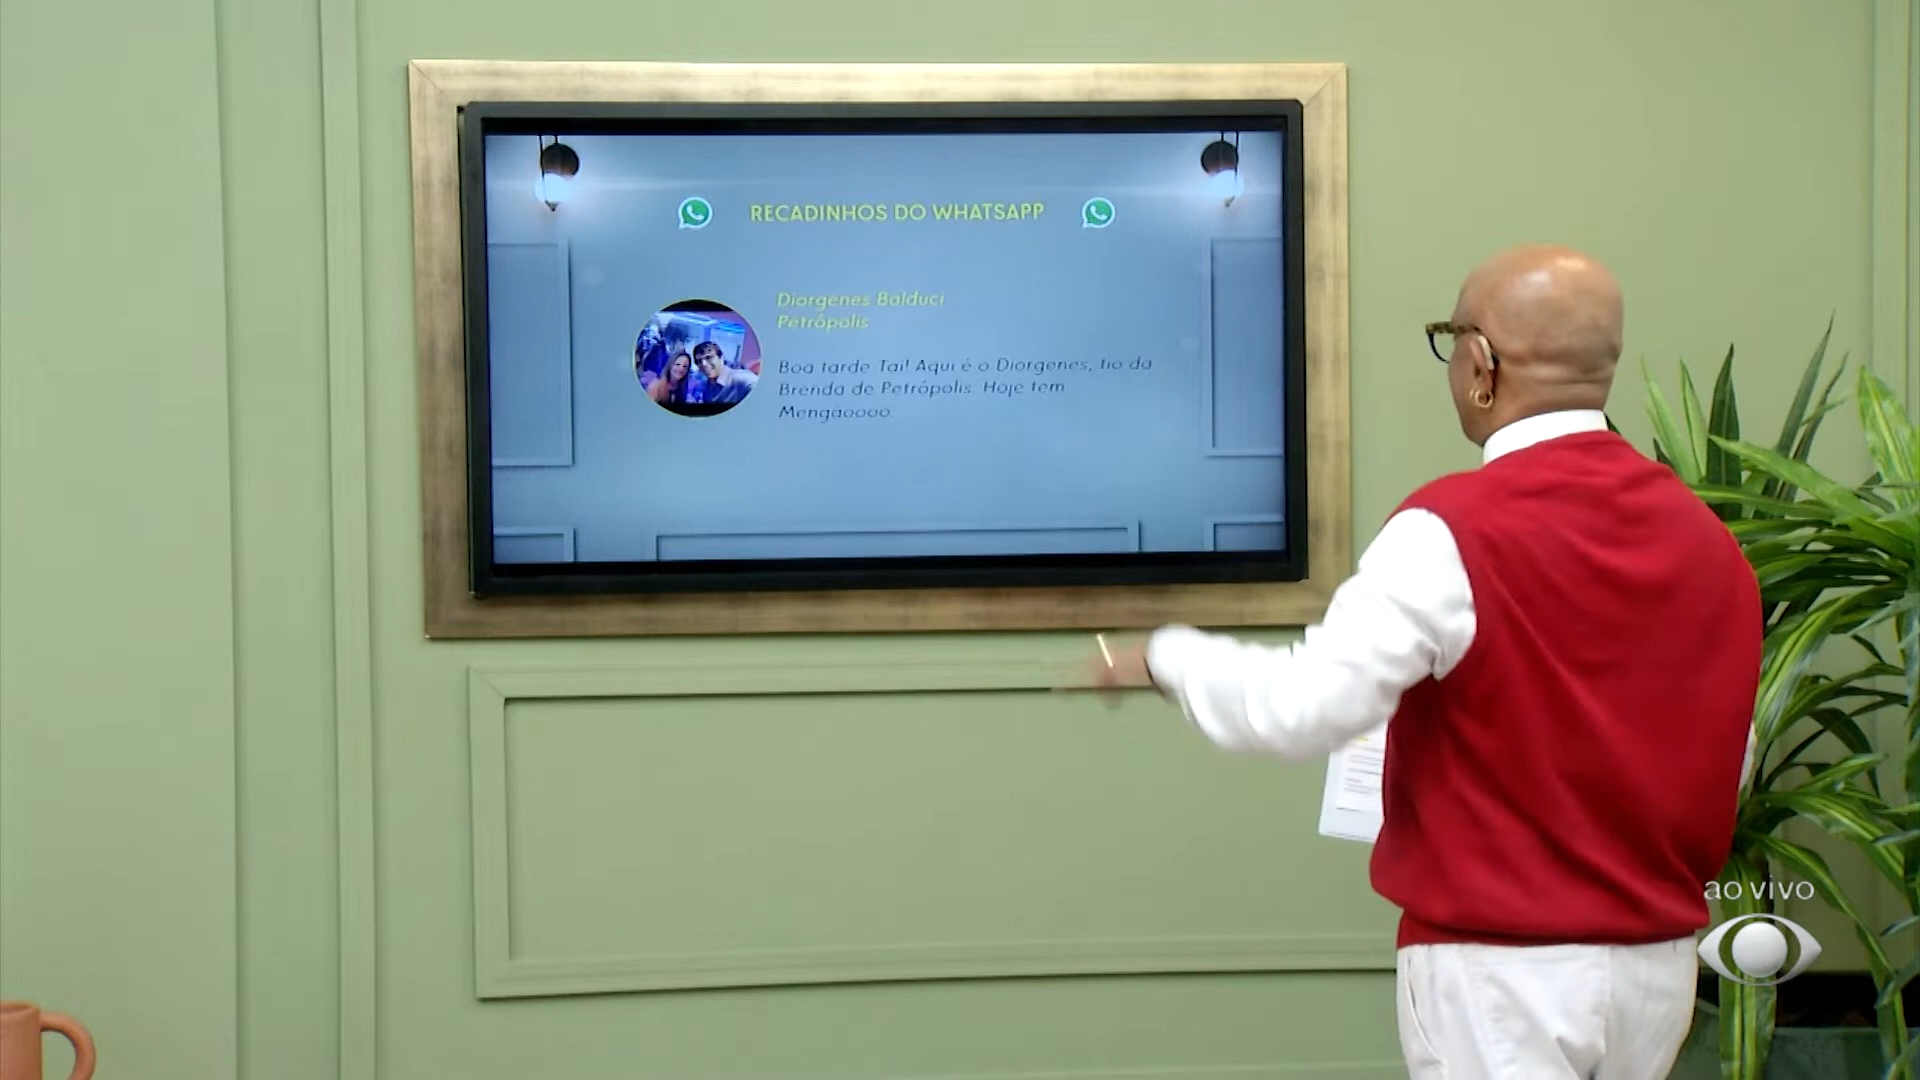 RECADINHOS DO WHATSAPP
Diorgenes Balduci
Petrópolis
Boa tarde Tai! Aqui é o Diorgenes, tio da
Brenda de Petrópolis. Hoje tem
Mengãoooo.
ao vivo